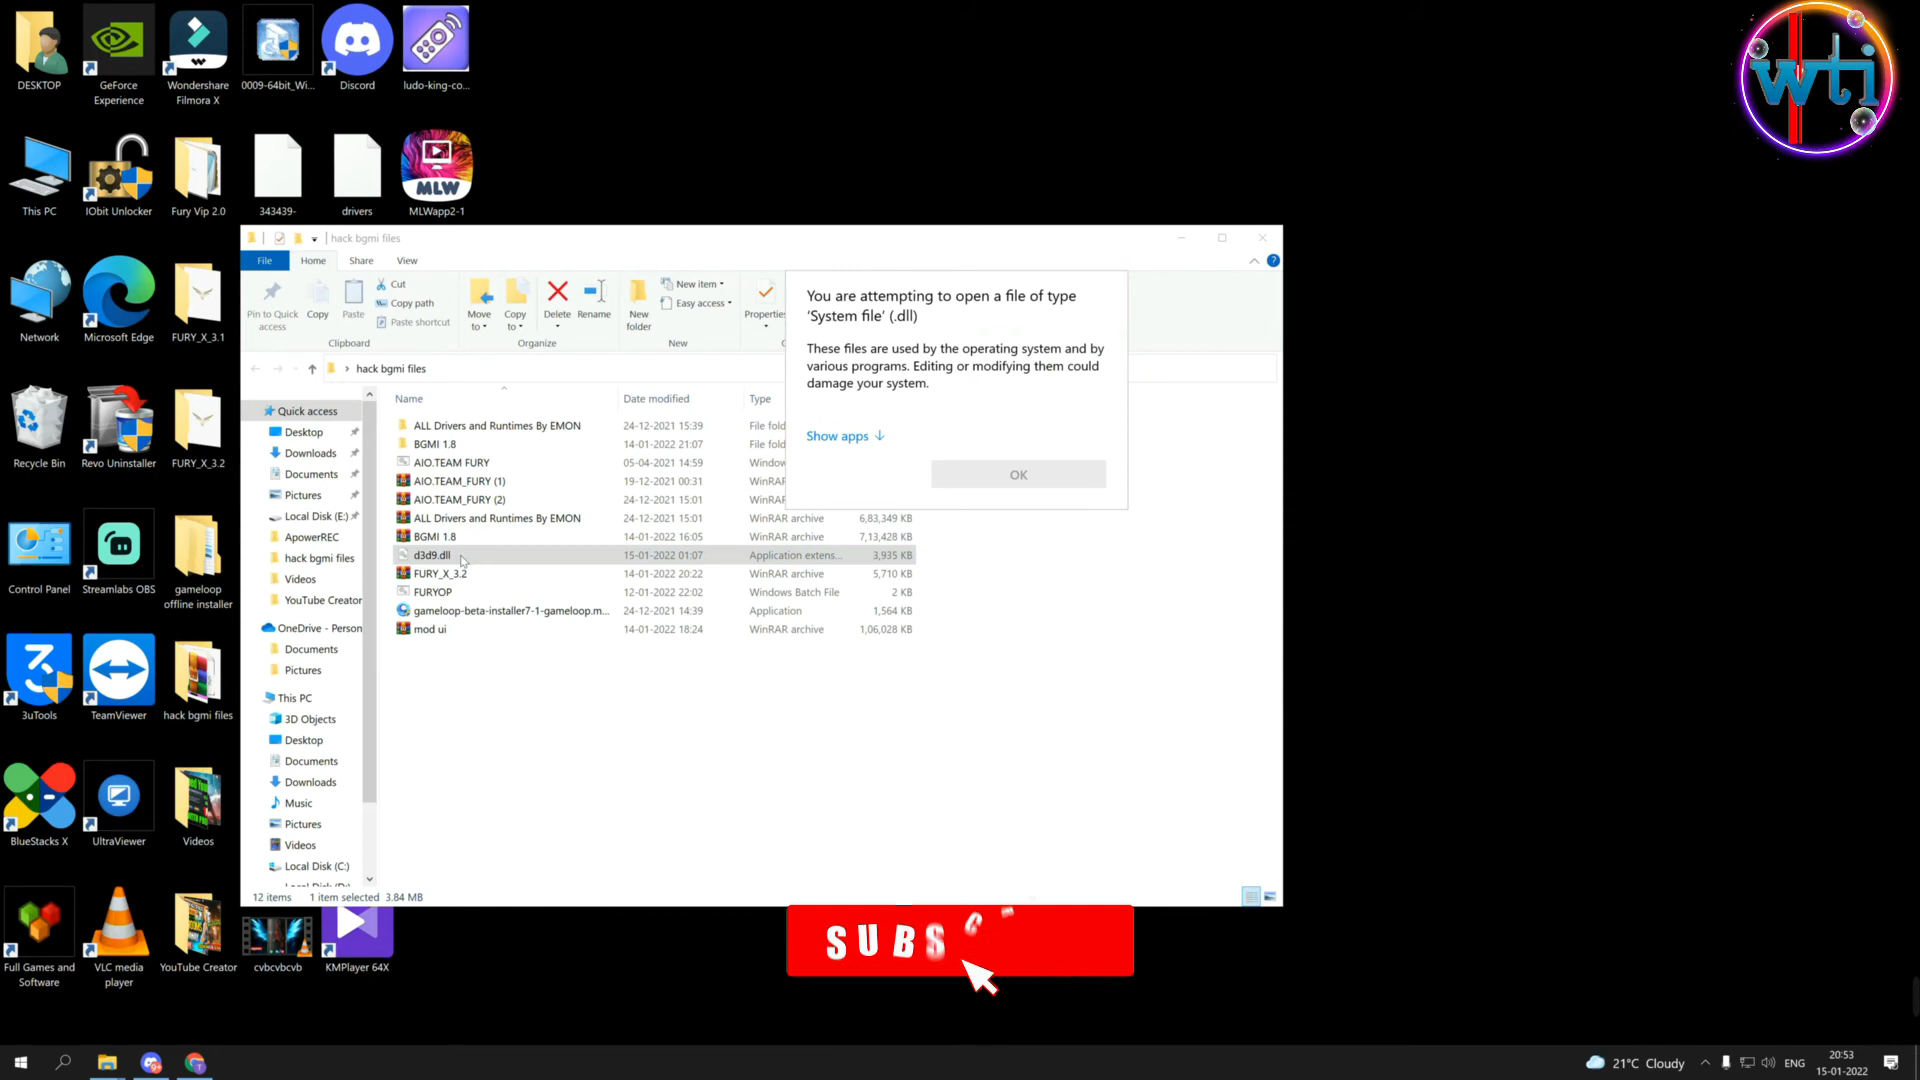 DESKTOP
GeForce Experience
Wondershare Filmora X
0009-64bit_Wi...
Discord
ludo-king-co...
wti
This PC
IObit Unlocker
Fury Vip 2.0
343439-
drivers
MLW
MLWapp2-1
Network
Microsoft Edge
FURY_X_3.1
Recycle Bin
Revo Uninstaller
FURY_X_3.2
Control Panel
Streamlabs OBS
gameloop offline installer
3uTools
TeamViewer
hack bgmi files
BlueStacks X
UltraViewer
Videos
Full Games and Software
VLC media player
YouTube Creator
cvbcbvcb
KMPlayer 64X
hack bgmi files
File Home Share View
Pin to Quick access
Copy
Paste
Cut
Copy path
Paste shortcut
Clipboard
Move to
Copy to
Delete
Rename
Organize
New folder
New item
Easy access
New
Properties
hack bgmi files
Quick access
Desktop
Downloads
Documents
Pictures
Local Disk (E:)
ApowerREC
hack bgmi files
Videos
YouTube Creator
OneDrive - Person
Documents
Pictures
This PC
3D Objects
Desktop
Documents
Downloads
Music
Pictures
Videos
Local Disk (C:)
Name Date modified Type
ALL Drivers and Runtimes By EMON 24-12-2021 15:39 File fold
BGMI 1.8 14-01-2022 21:07 File fold
AIO.TEAM FURY 05-04-2021 14:59 Window
AIO.TEAM_FURY (1) 19-12-2021 00:31 WinRAR
AIO.TEAM_FURY (2) 24-12-2021 15:01 WinRAR
ALL Drivers and Runtimes By EMON 24-12-2021 15:01 WinRAR archive 6,83,349 KB
BGMI 1.8 14-01-2022 16:05 WinRAR archive 7,13,428 KB
d3d9.dll 15-01-2022 01:07 Application extens... 3,935 KB
FURY_X_3.2 14-01-2022 20:22 WinRAR archive 5,710 KB
FURYOP 12-01-2022 22:02 Windows Batch File 2 KB
gameloop-beta-installer7-1-gameloop.m... 24-12-2021 14:39 Application 1,564 KB
mod ui 14-01-2022 18:24 WinRAR archive 1,06,028 KB
12 items 1 item selected 3.84 MB
You are attempting to open a file of type
‘System file’ (.dll)
These files are used by the operating system and by
various programs. Editing or modifying them could
damage your system.
Show apps
OK
SUBSC
21°C Cloudy
ENG
20:53
15-01-2022